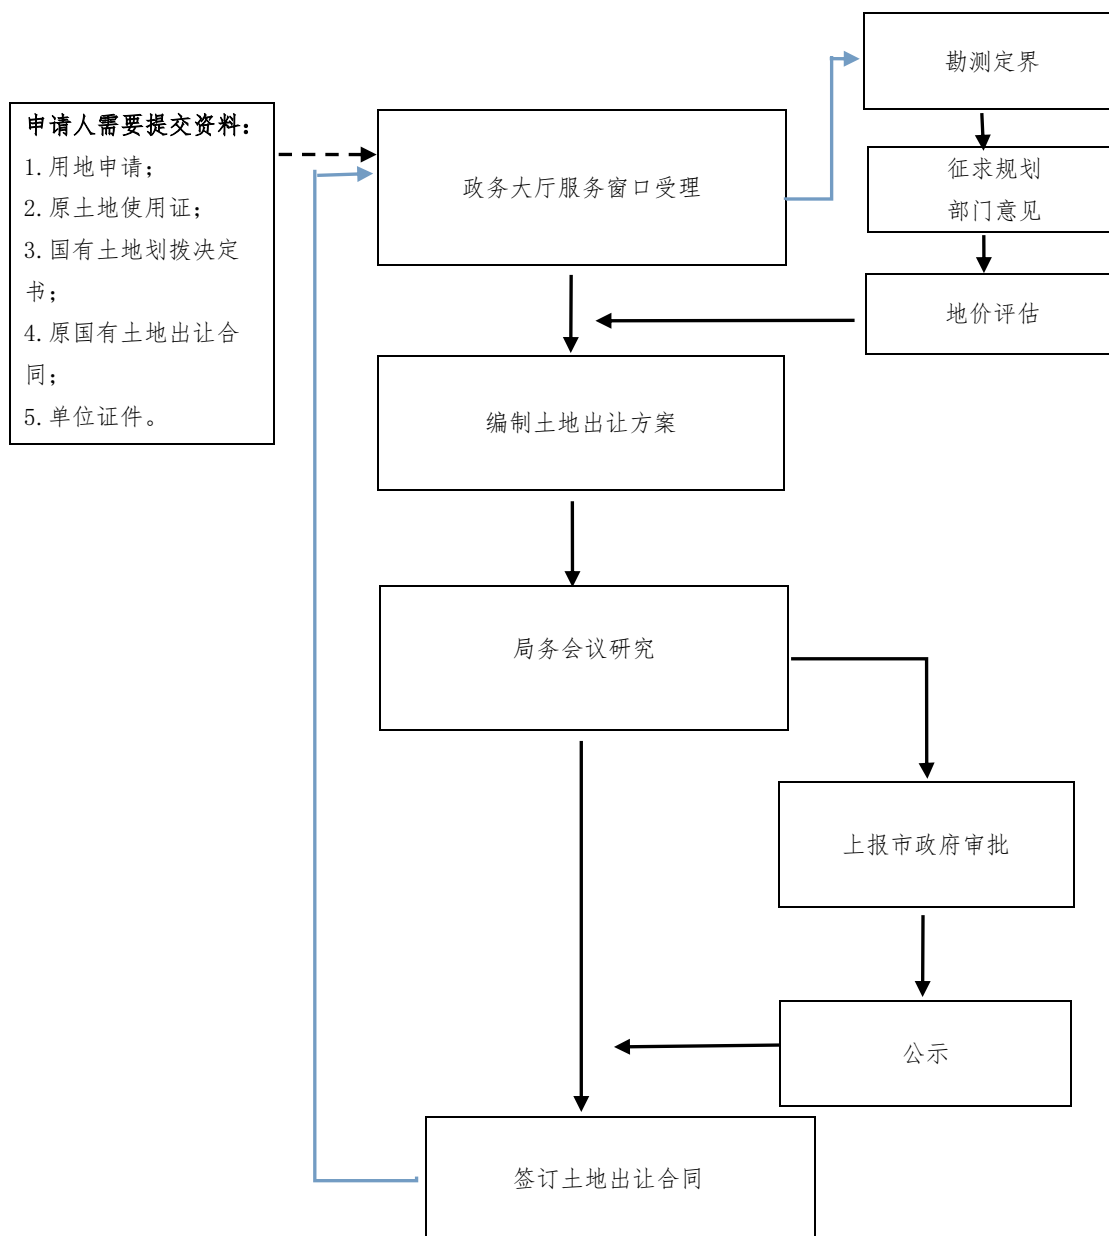 申请人需要提交资料：
1.用地申请；
2.原土地使用证；
3.国有土地划拨决定
书；
4.原国有土地出让合
同；
5.单位证件。
政务大厅服务窗口受理
勘测定界
征求规划
部门意见
地价评估
编制土地出让方案
局务会议研究
上报市政府审批
公示
签订土地出让合同